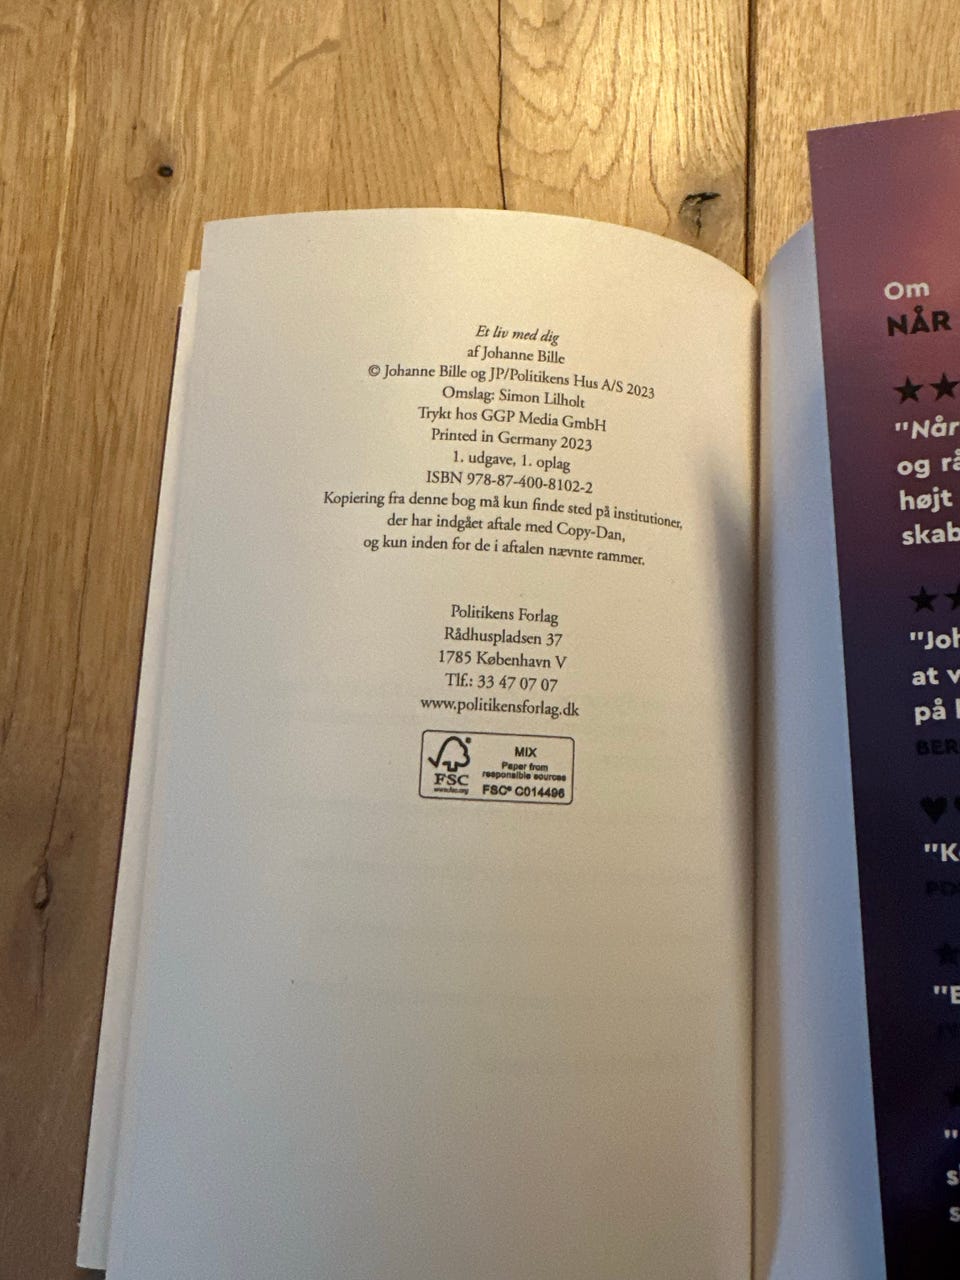 Et liv med dig
af Johanne Bille
© Johanne Bille og JP/Politikens Hus A/S 2023
Omslag: Simon Lilholt
Trykt hos GGP Media GmbH
Printed in Germany 2023
1. udgave, 1. oplag
ISBN 978-87-400-8102-2
Kopiering fra denne bog må kun finde sted på institutioner,
der har indgået aftale med Copy-Dan,
og kun inden for de i aftalen nævnte rammer.
Politikens Forlag
Rådhuspladsen 37
1785 København V
Tlf.: 33 47 07 07
www.politikensforlag.dk
FSC
www.fsc.org
MIX
Paper from
responsible sources
FSC® C014496
Om
NÅR
"Når
og rå
højt
skab
"Joh
at v
på
BER
"K
"E
"
s
s